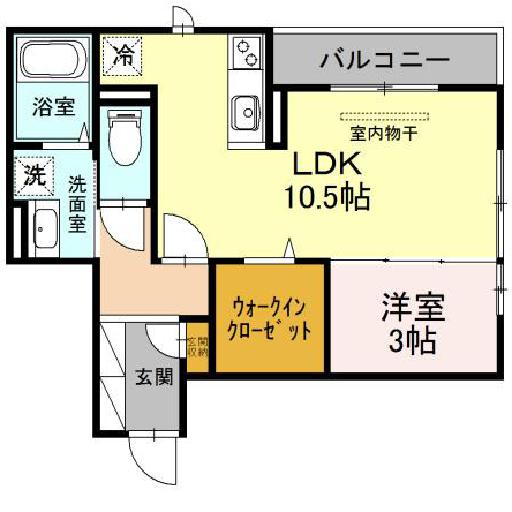 冷
バルコニー
浴室
室内物干
LDK
10.5帖
洗
洗面室
ウォークイン
クローゼット
洋室
3帖
玄関
収納
玄関